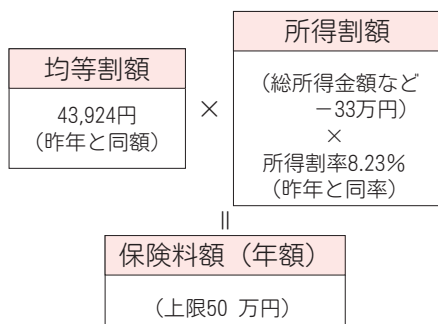 均等割額
43,924円
（昨年と同額）
×
所得割額
（総所得金額など
－33万円）
×
所得割率8.23%
（昨年と同率）
||
保険料額（年額）
（上限50 万円）